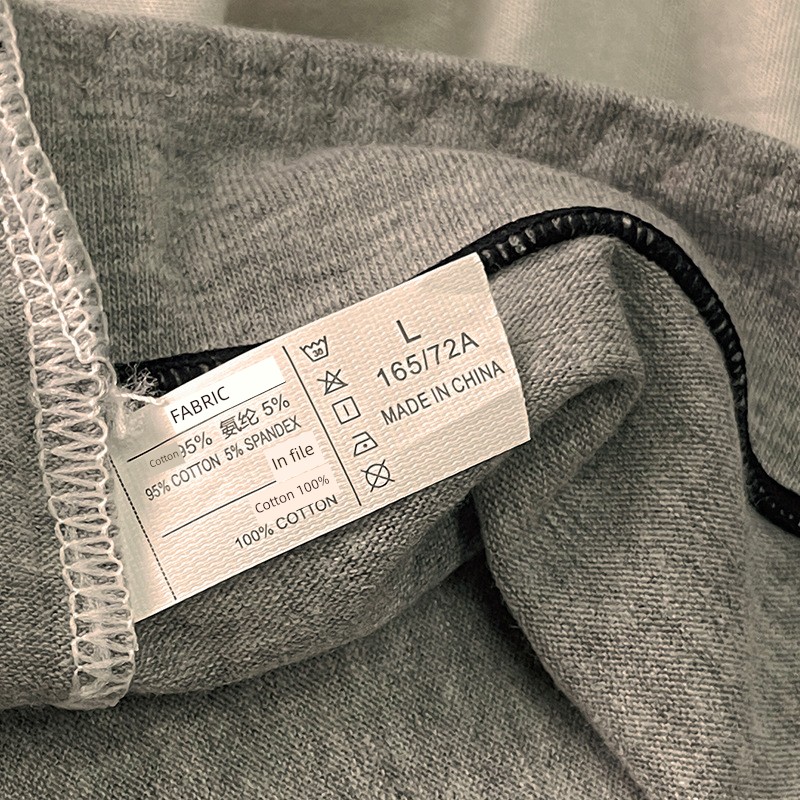 FABRIC
Cotton 95% 氨纶 5%
95% COTTON 5% SPANDEX
In file
Cotton 100%
100% COTTON
30
L
165/72A
MADE IN CHINA